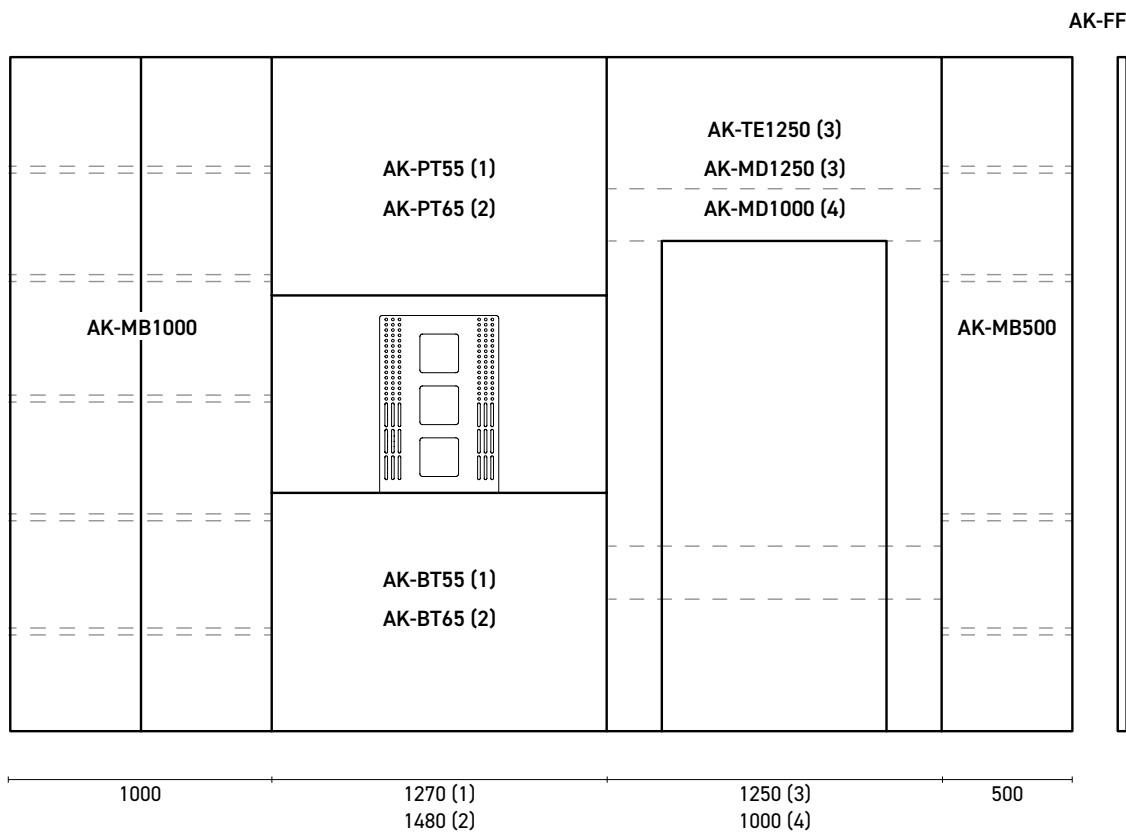 AK-FF
AK-TE1250 (3)
AK-PT55 (1)
AK-MD1250 (3)
AK-PT65 (2)
AK-MD1000 (4)
AK-MB1000
AK-MB500
AK-BT55 (1)
AK-BT65 (2)
1000
1270 (1)
1250 (3)
500
1480 (2)
1000 (4)